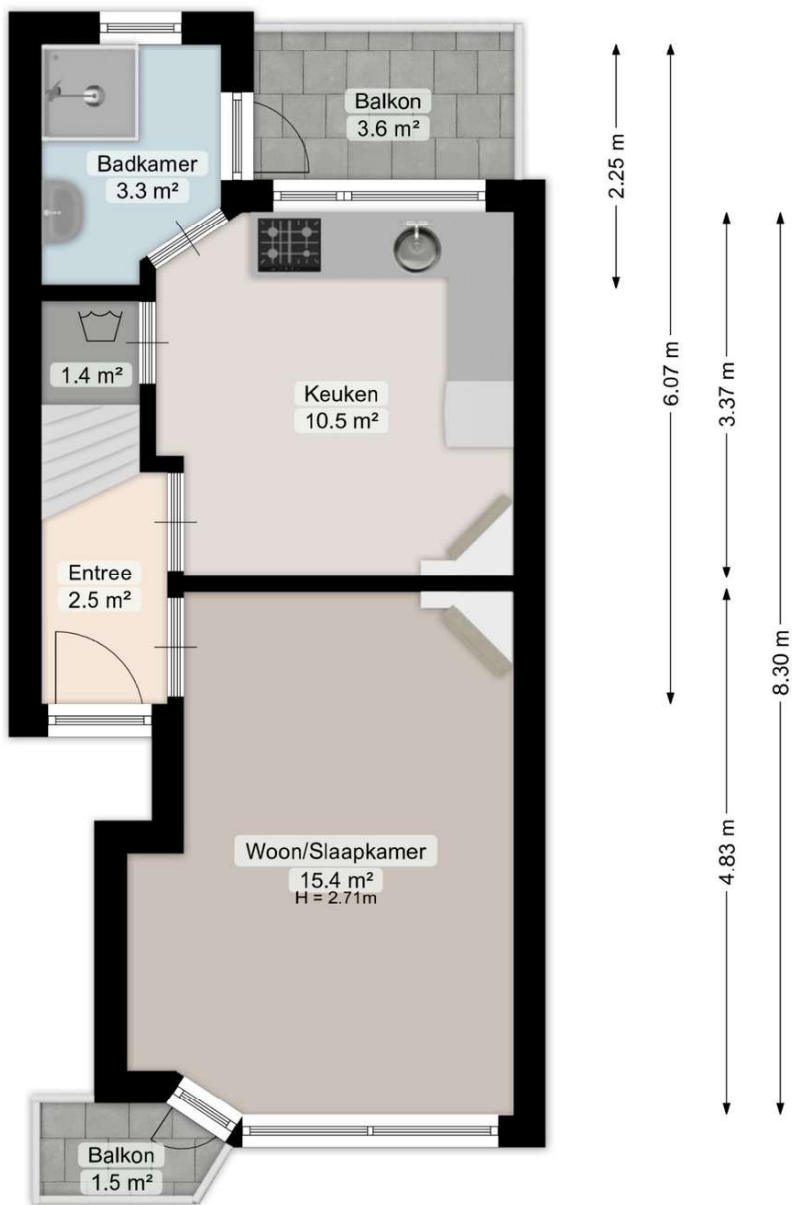 Balkon
3.6 m²
Badkamer
3.3 m²
1.4 m²
Keuken
10.5 m²
Entree
2.5 m²
Woon/Slaapkamer
15.4 m²
H = 2.71m
Balkon
1.5 m²
2.25 m
6.07 m
3.37 m
8.30 m
4.83 m